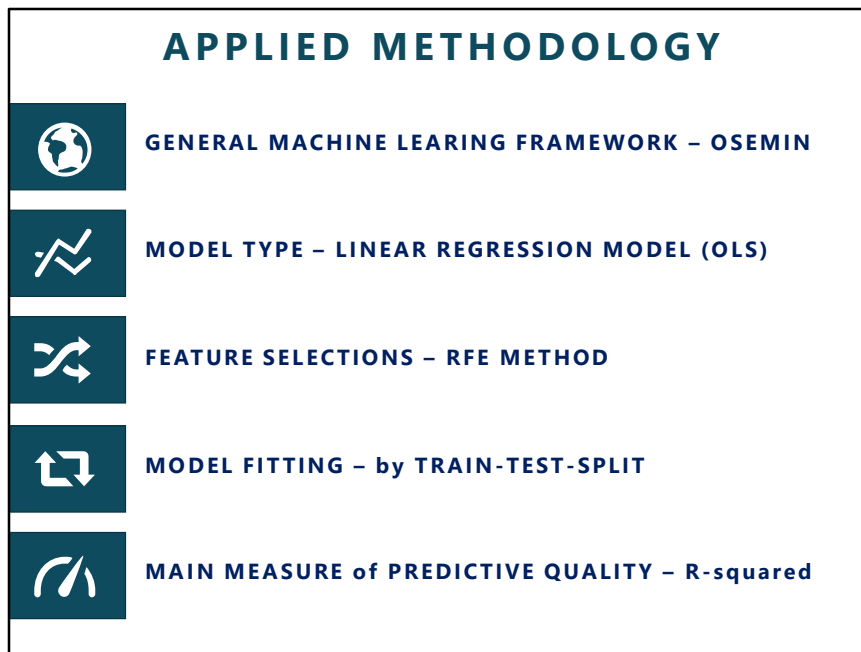 APPLIED METHODOLOGY
GENERAL MACHINE LEARING FRAMEWORK – OSEMIN
MODEL TYPE – LINEAR REGRESSION MODEL (OLS)
FEATURE SELECTIONS – RFE METHOD
MODEL FITTING – by TRAIN-TEST-SPLIT
MAIN MEASURE of PREDICTIVE QUALITY – R-squared